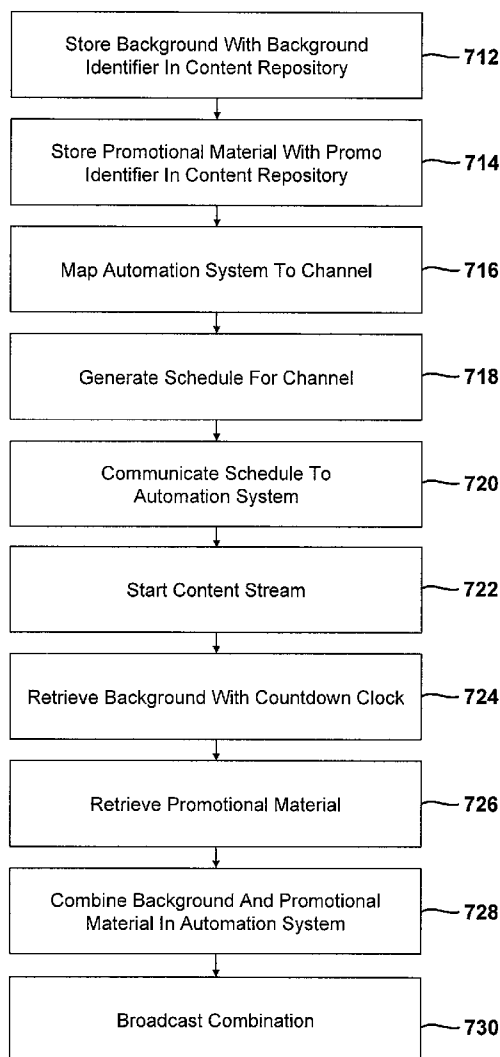 Store Background With Background
Identifier In Content Repository
712
Store Promotional Material With Promo
Identifier In Content Repository
714
Map Automation System To Channel
716
Generate Schedule For Channel
718
Communicate Schedule To
Automation System
720
Start Content Stream
722
Retrieve Background With Countdown Clock
724
Retrieve Promotional Material
726
Combine Background And Promotional
Material In Automation System
728
Broadcast Combination
730